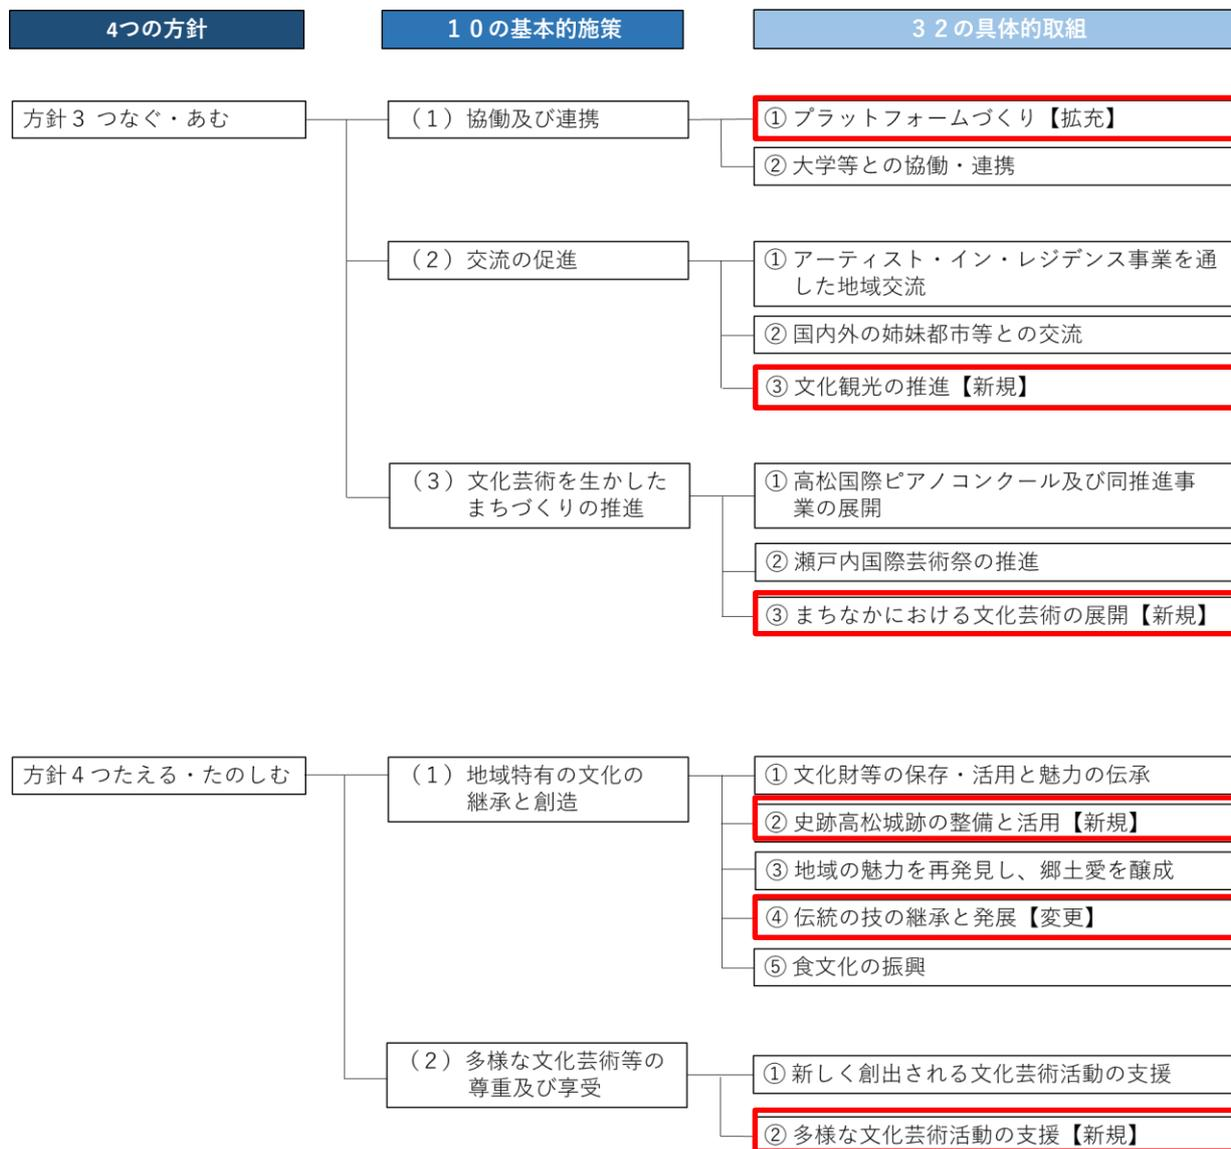 4つの方針
１０の基本的施策
３２の具体的取組
方針３ つなぐ・あむ
（１）協働及び連携
① プラットフォームづくり【拡充】
② 大学等との協働・連携
（２）交流の促進
① アーティスト・イン・レジデンス事業を通
した地域交流
② 国内外の姉妹都市等との交流
③ 文化観光の推進【新規】
（３）文化芸術を生かした
まちづくりの推進
① 高松国際ピアノコンクール及び同推進事
業の展開
② 瀬戸内国際芸術祭の推進
③ まちなかにおける文化芸術の展開【新規】
方針４ つたえる・たのしむ
（１）地域特有の文化の
継承と創造
① 文化財等の保存・活用と魅力の伝承
② 史跡高松城跡の整備と活用【新規】
③ 地域の魅力を再発見し、郷土愛を醸成
④ 伝統の技の継承と発展【変更】
⑤ 食文化の振興
（２）多様な文化芸術等の
尊重及び享受
① 新しく創出される文化芸術活動の支援
② 多様な文化芸術活動の支援【新規】